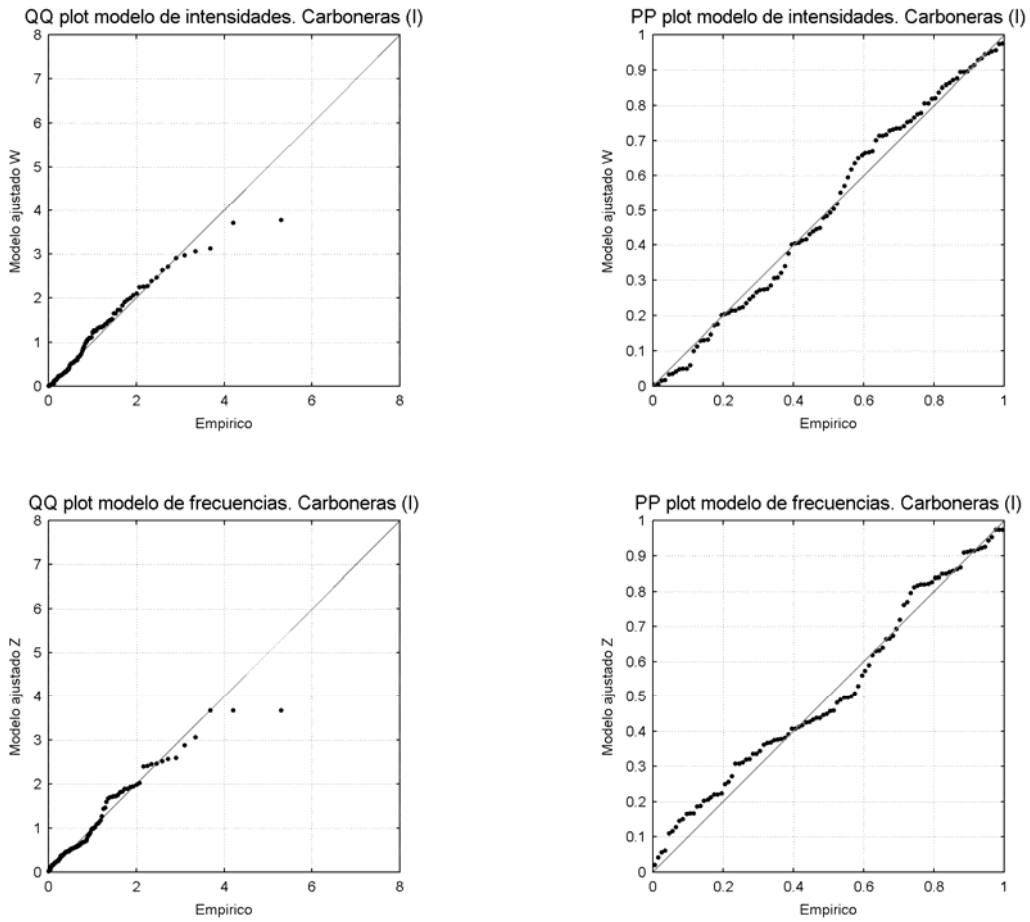 QQ plot modelo de intensidades. Carboneras (I)
8
7
6
5
4
3
2
1
0
0 2 4 6 8
Modelo ajustado W
Empirico
PP plot modelo de intensidades. Carboneras (I)
1
0.9
0.8
0.7
0.6
0.5
0.4
0.3
0.2
0.1
0
0 0.2 0.4 0.6 0.8 1
Modelo ajustado W
Empirico
QQ plot modelo de frecuencias. Carboneras (I)
8
7
6
5
4
3
2
1
0
0 2 4 6 8
Modelo ajustado Z
Empirico
PP plot modelo de frecuencias. Carboneras (I)
1
0.9
0.8
0.7
0.6
0.5
0.4
0.3
0.2
0.1
0
0 0.2 0.4 0.6 0.8 1
Modelo ajustado Z
Empirico